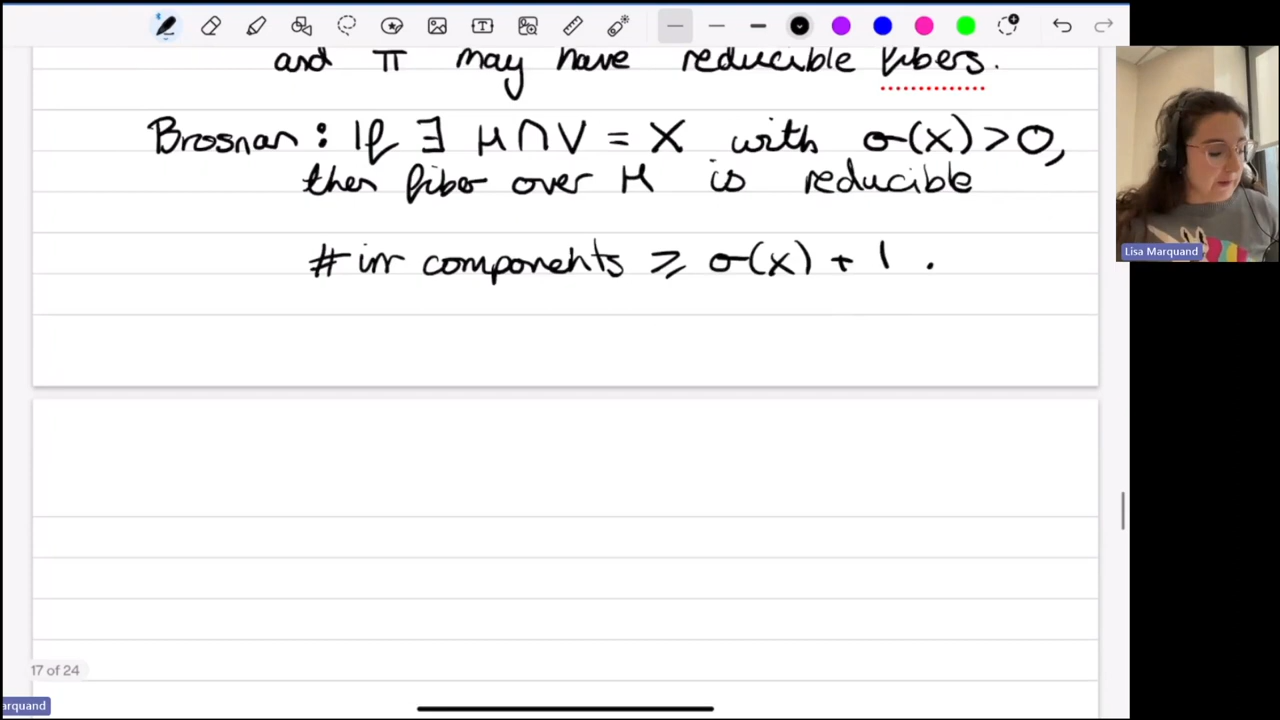 and π may have reducible fibers.
Brosnan : If ∃ H ∩ V = X with σ(x) > 0,
then fiber over H is reducible
# irr components ⩾ σ(x) + 1 .
Lisa Marquand
17 of 24
arquand